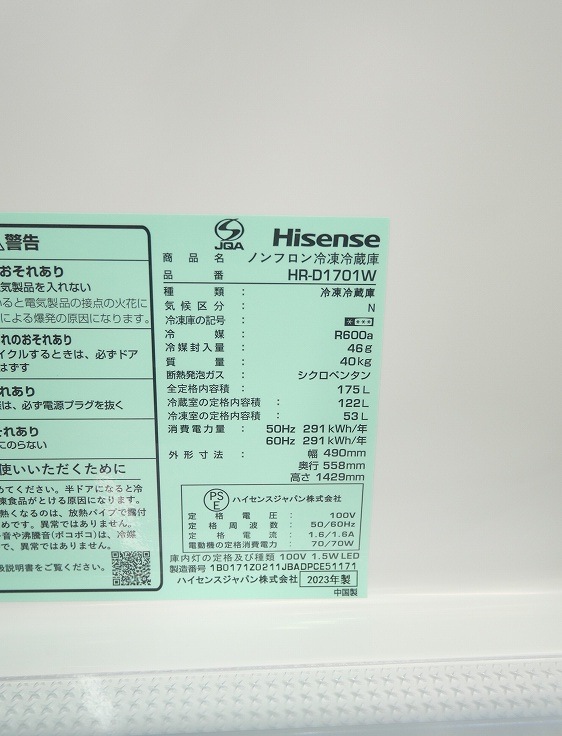 ⚠警告
おそれあり
気製品を入れない
いると電気製品の接点の火花に
による爆発の原因になります。
れのおそれあり
イクルするときは、必ずドア
はずす
れあり
は、必ず電源プラグを抜く
それあり
このらない
使いいただくために
めてください。半ドアになると冷
凍食品がとける原因になります。
熱くなるのは、放熱パイプで露付
めです。異常ではありません。
音や沸騰音(ポコポコ)は、冷媒
で、異常ではありません。
扱説明書をご覧ください。
JQA
Hisense
商品名 ノンフロン冷凍冷蔵庫
品番 HR-D1701W
種類 : 冷凍冷蔵庫
気候区分 : N
冷凍庫の記号 : ****
冷媒 : R600a
冷媒封入量 : 46g
質量 : 40kg
断熱発泡ガス : シクロペンタン
全定格内容積 : 175L
冷蔵室の定格内容積 : 122L
冷凍室の定格内容積 : 53L
消費電力量 : 50Hz 291kWh/年
60Hz 291kWh/年
外形寸法 : 幅 490mm
奥行 558mm
高さ 1429mm
PSE ハイセンスジャパン株式会社
定格電圧 : 100V
定格周波数 : 50/60Hz
定格電流 : 1.6/1.6A
電動機の定格消費電力 : 70/70W
庫内灯の定格及び種類 100V 1.5W LED
製造番号 1B0171Z0211JBADPCE51171
ハイセンスジャパン株式会社 2023年製
中国製